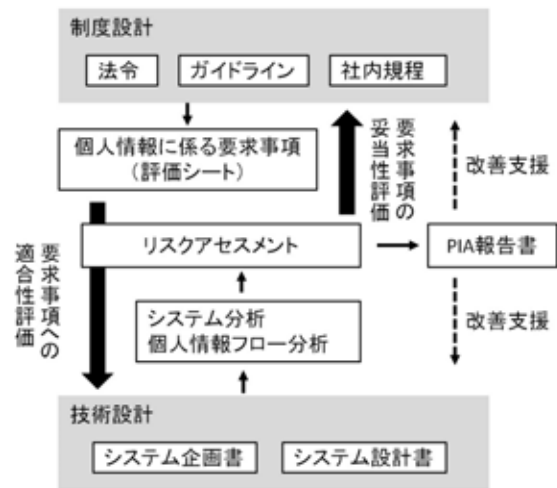 制度設計
法令
ガイドライン
社内規程
個人情報に係る要求事項
（評価シート）
要求事項の
妥当性評価
改善支援
リスクアセスメント
PIA報告書
要求事項への
適合性評価
システム分析
個人情報フロー分析
改善支援
技術設計
システム企画書
システム設計書